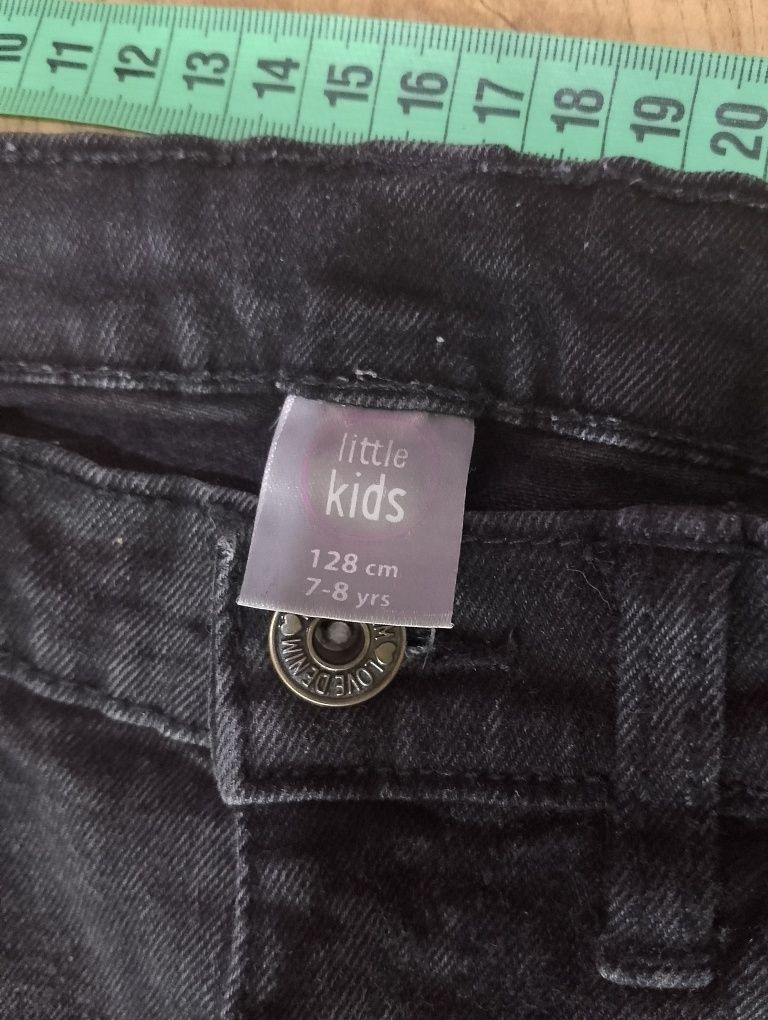 10 11 12 13 14 15 16 17 18 19 20
little
kids
128 cm
7-8 yrs
M LOVE DENIM